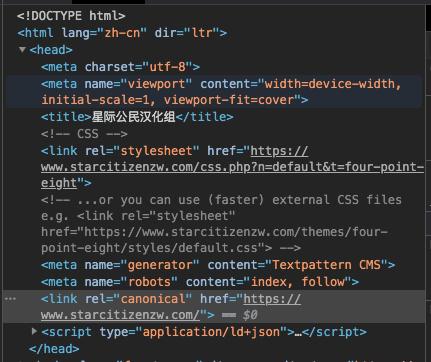 <!DOCTYPE html>
<html lang="zh-cn" dir="ltr">
<head>
<meta charset="utf-8">
<meta name="viewport" content="width=device-width,
initial-scale=1, viewport-fit=cover">
<title>星际公民汉化组</title>
<!-- CSS -->
<link rel="stylesheet" href="https://
www.starcitizenzw.com/css.php?n=default&t=four-point-
eight">
<!-- ...or you can use (faster) external CSS files
e.g. <link rel="stylesheet"
href="https://www.starcitizenzw.com/themes/four-
point-eight/styles/default.css"> -->
<meta name="generator" content="Textpattern CMS">
<meta name="robots" content="index, follow">
<link rel="canonical" href="https://
www.starcitizenzw.com/"> == $0
<script type="application/ld+json">…</script>
</head>